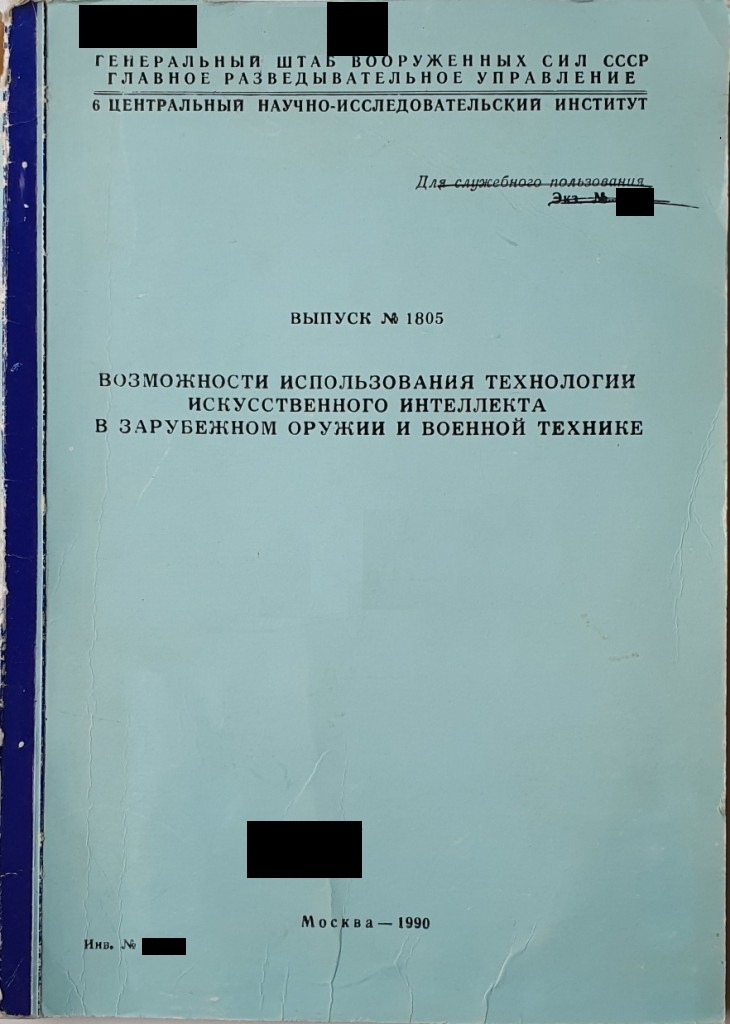 ГЕНЕРАЛЬНЫЙ ШТАБ ВООРУЖЕННЫХ СИЛ СССР
ГЛАВНОЕ РАЗВЕДЫВАТЕЛЬНОЕ УПРАВЛЕНИЕ
6 ЦЕНТРАЛЬНЫЙ НАУЧНО-ИССЛЕДОВАТЕЛЬСКИЙ ИНСТИТУТ
Для служебного пользования
Экз. №
ВЫПУСК № 1805
ВОЗМОЖНОСТИ ИСПОЛЬЗОВАНИЯ ТЕХНОЛОГИИ
ИСКУССТВЕННОГО ИНТЕЛЛЕКТА
В ЗАРУБЕЖНОМ ОРУЖИИ И ВОЕННОЙ ТЕХНИКЕ
Москва — 1990
Инв. №